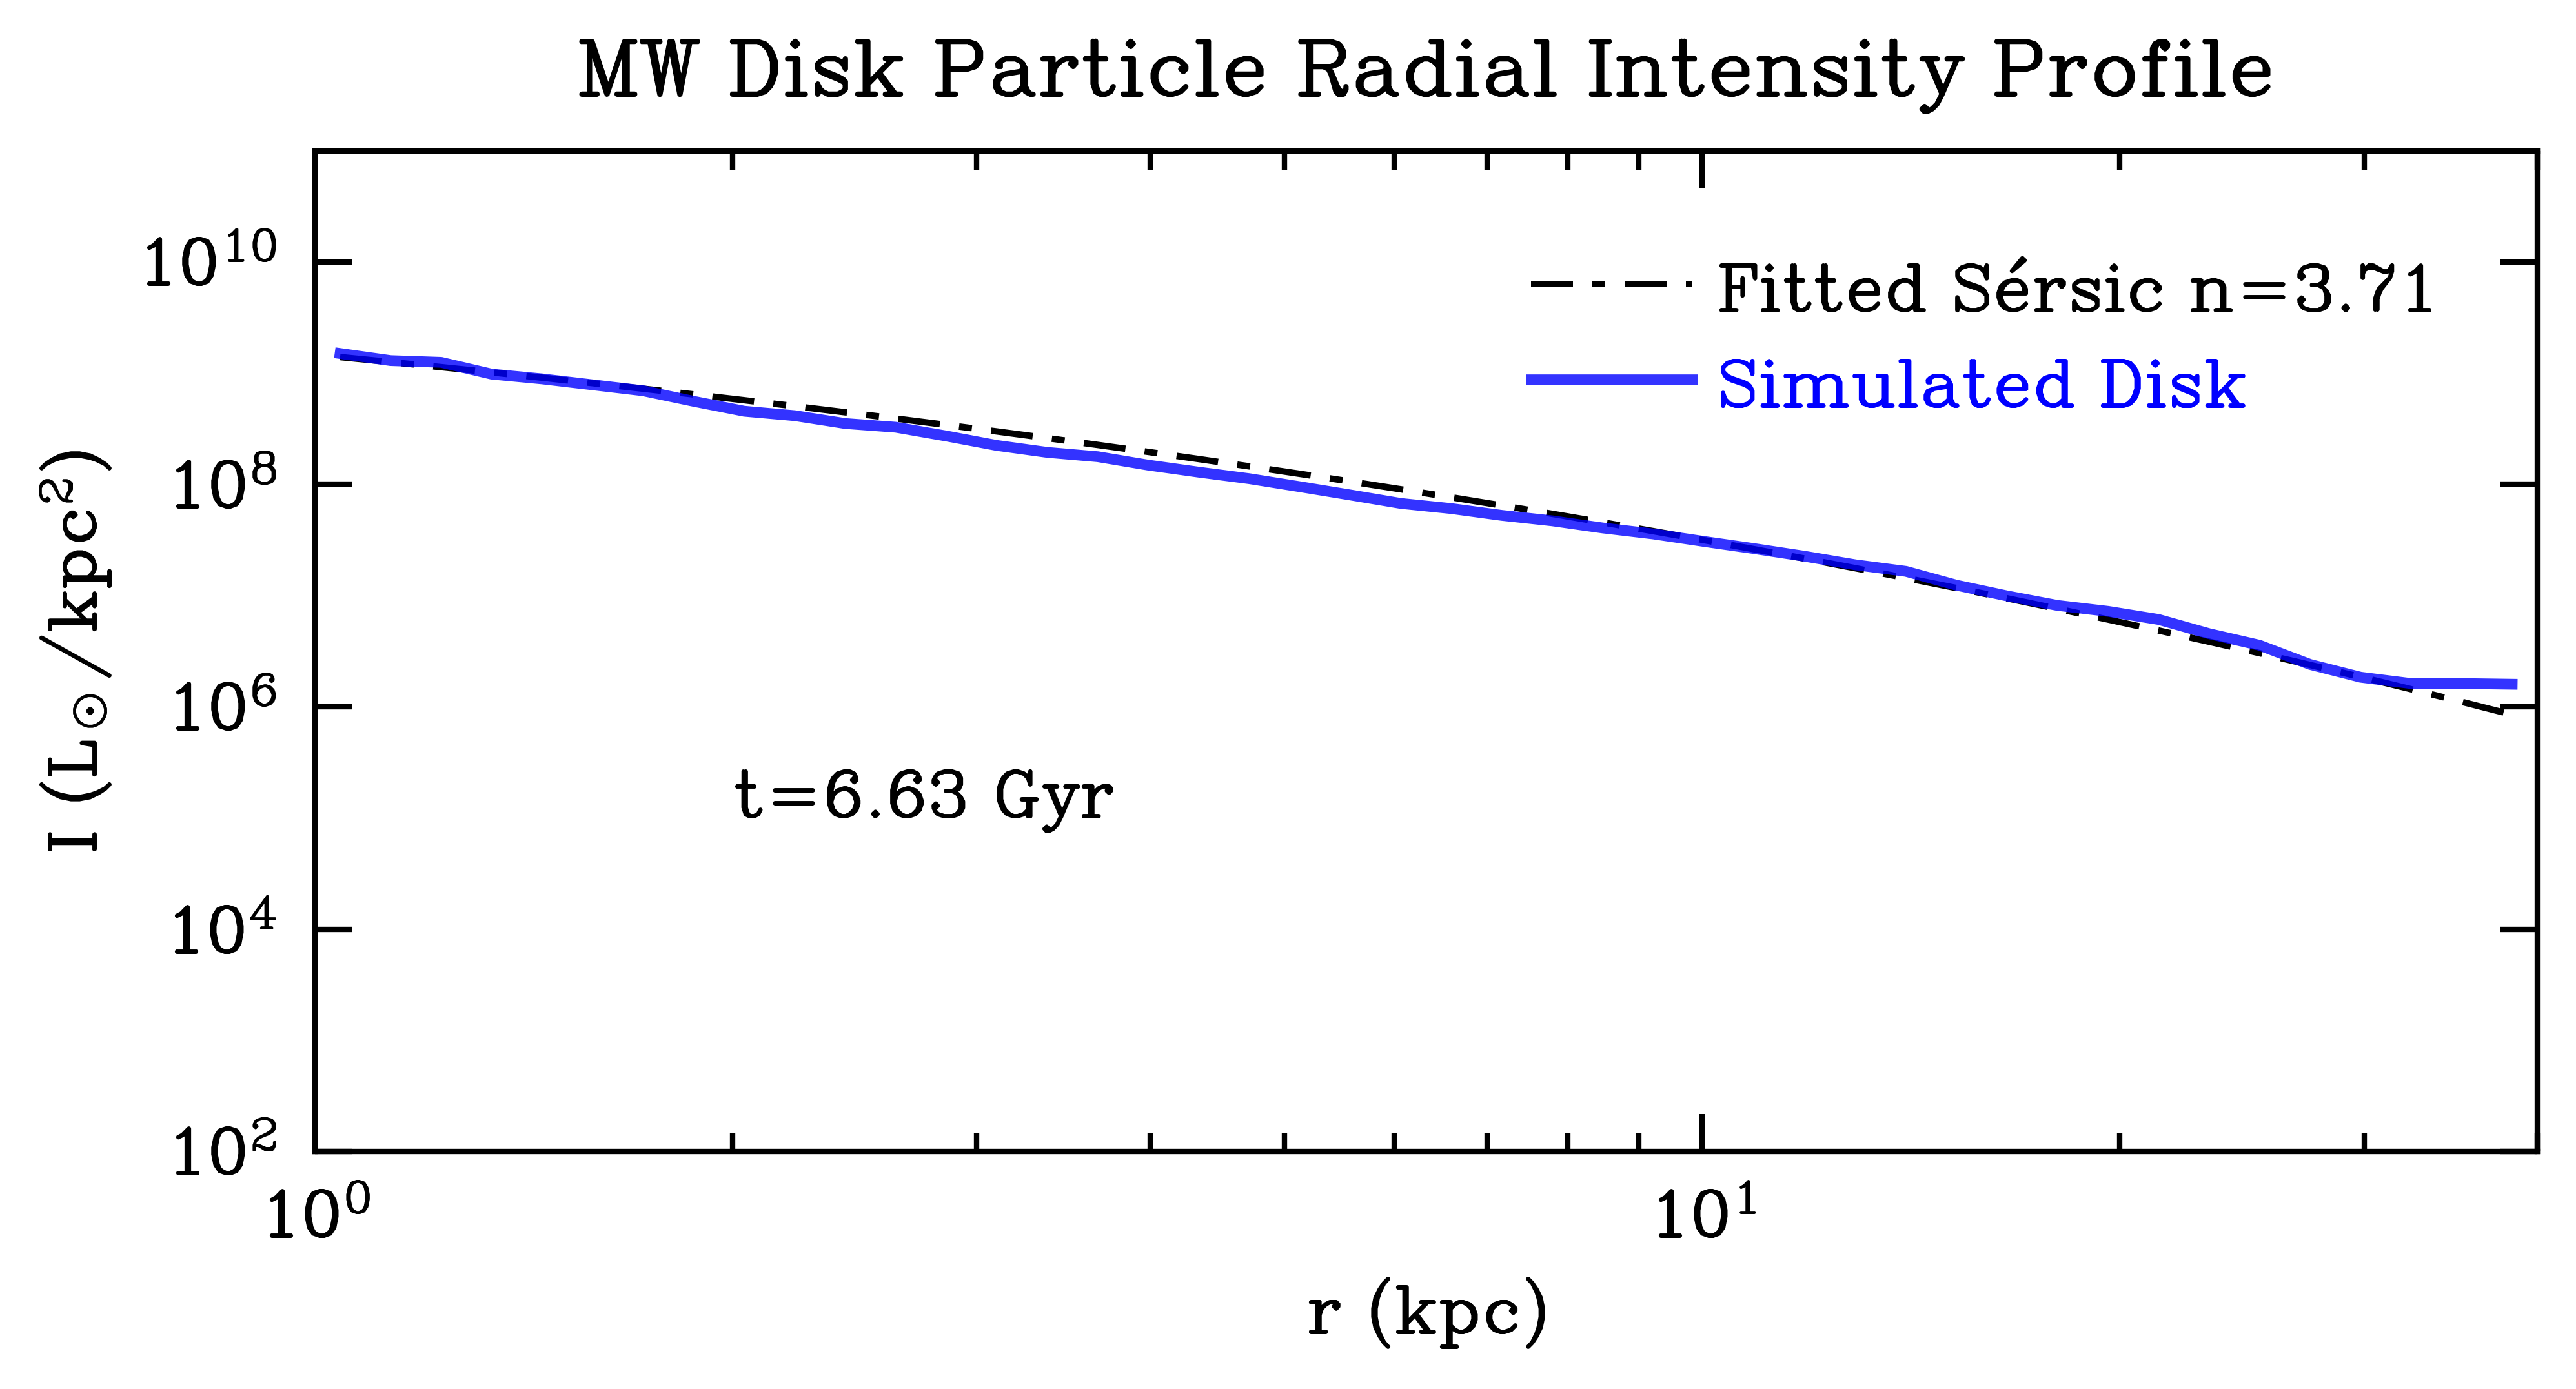 MW Disk Particle Radial Intensity Profile
I (L⊙/kpc²)
10¹⁰
10⁸
10⁶
10⁴
10²
Fitted Sérsic n=3.71
Simulated Disk
t=6.63 Gyr
10⁰
10¹
r (kpc)